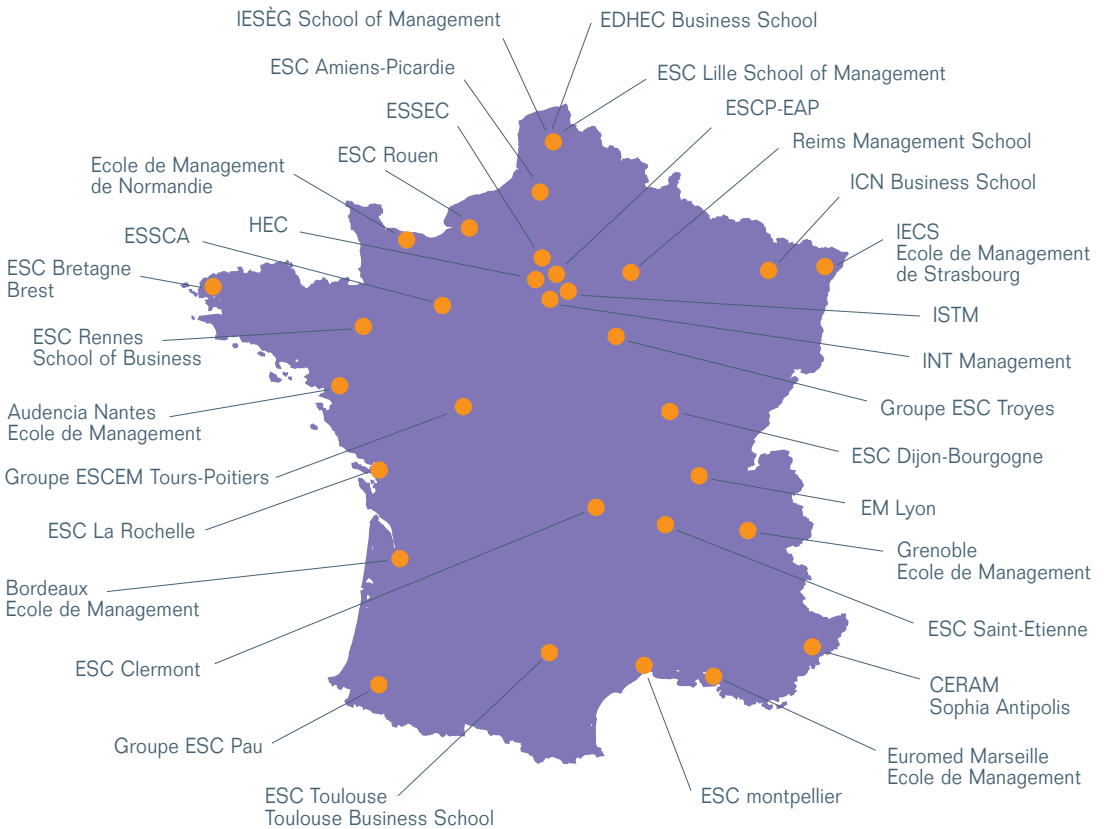 IESÈG School of Management
EDHEC Business School
ESC Amiens-Picardie
ESC Lille School of Management
ESSEC
ESCP-EAP
ESC Rouen
Reims Management School
Ecole de Management
de Normandie
ICN Business School
HEC
ESSCA
IECS
Ecole de Management
de Strasbourg
ESC Bretagne
Brest
ISTM
ESC Rennes
School of Business
INT Management
Audencia Nantes
Ecole de Management
Groupe ESC Troyes
ESC Dijon-Bourgogne
Groupe ESCEM Tours-Poitiers
EM Lyon
ESC La Rochelle
Grenoble
Ecole de Management
Bordeaux
Ecole de Management
ESC Saint-Etienne
ESC Clermont
CERAM
Sophia Antipolis
Groupe ESC Pau
Euromed Marseille
Ecole de Management
ESC Toulouse
Toulouse Business School
ESC montpellier